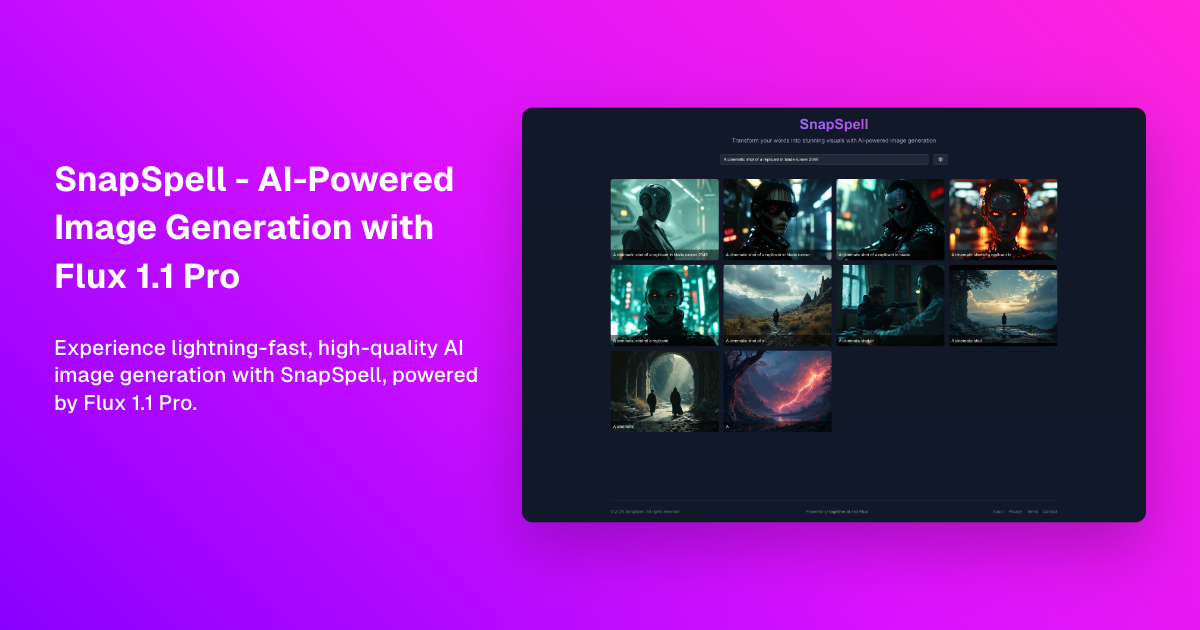 SnapSpell - AI-Powered
Image Generation with
Flux 1.1 Pro
Experience lightning-fast, high-quality AI
image generation with SnapSpell, powered
by Flux 1.1 Pro.
SnapSpell
Transform your words into stunning visuals with AI-powered image generation
A cinematic shot of a replicant in blade runner 2049
A cinematic shot of a replicant in blade runner 2049
A cinematic shot of a replicant in blade runner
A cinematic shot of a replicant in blade
A cinematic shot of a replicant in
A cinematic shot of a replicant
A cinematic shot of a
A cinematic shot of
A cinematic shot
A cinematic
A
SnapSpell. All rights reserved.
Powered by together.ai and Flux
About Privacy Terms Contact